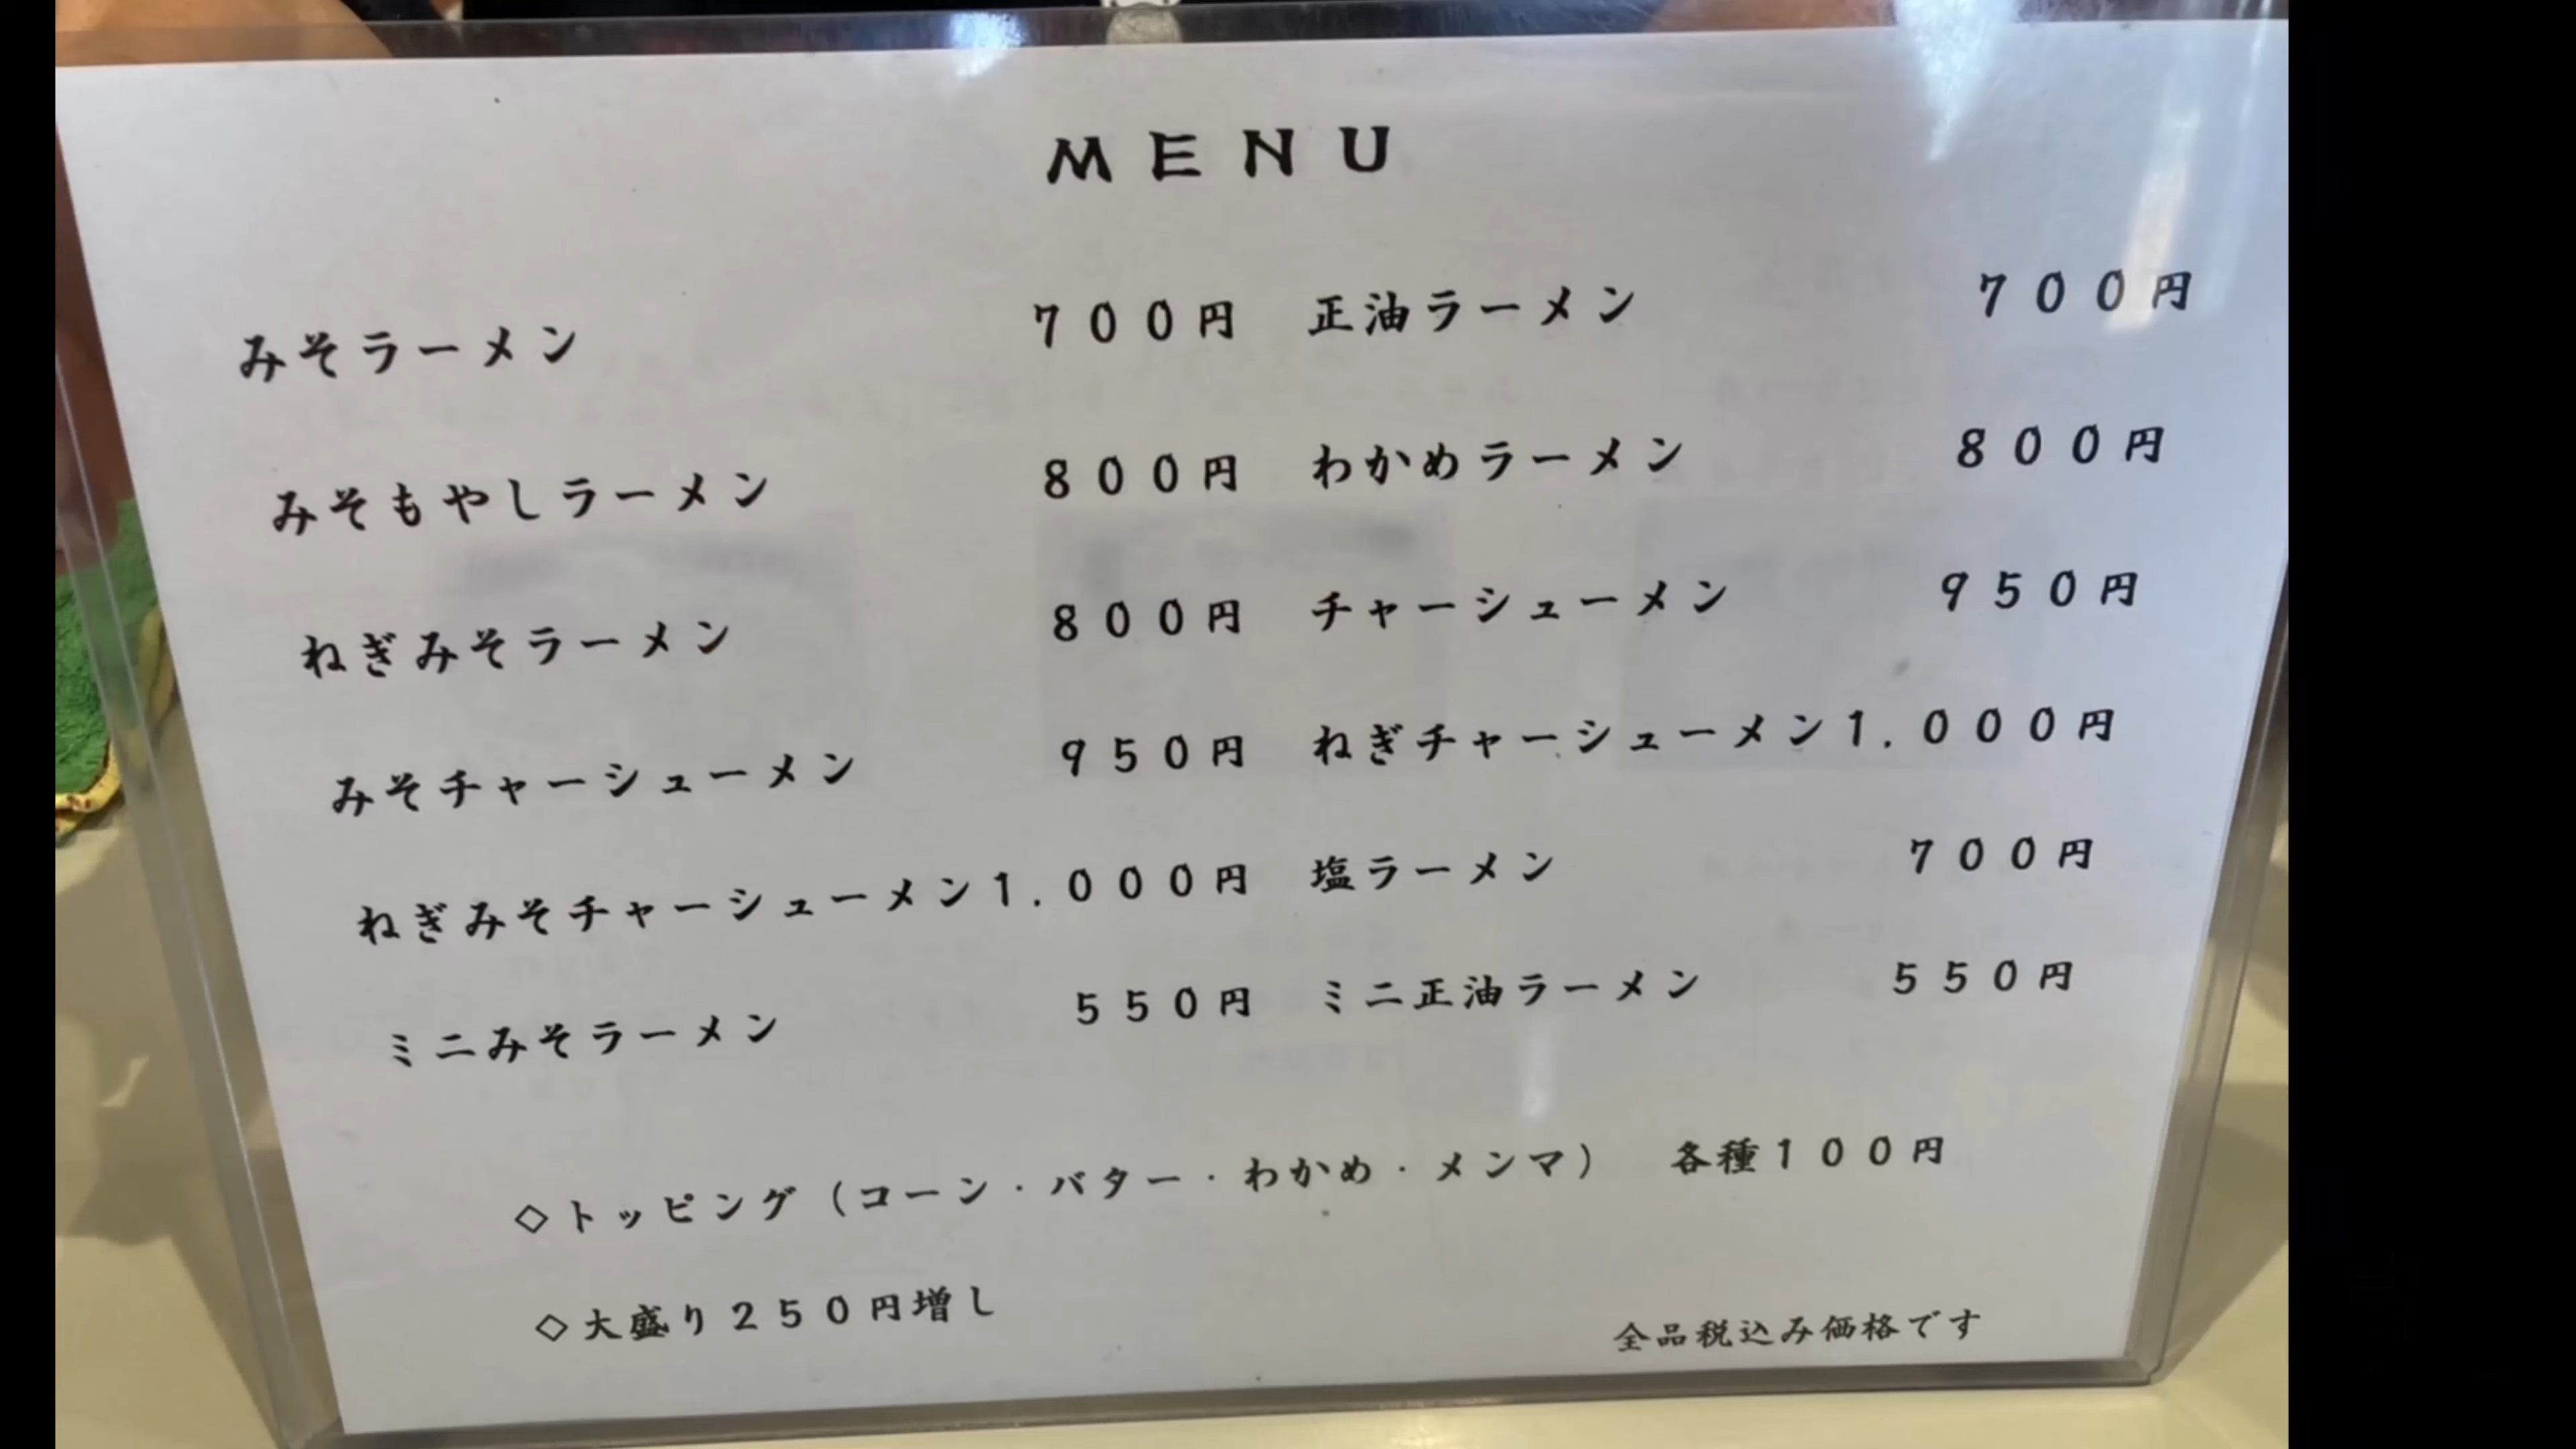 MENU
みそラーメン ７００円 正油ラーメン ７００円
みそもやしラーメン ８００円 わかめラーメン ８００円
ねぎみそラーメン ８００円 チャーシューメン ９５０円
みそチャーシューメン ９５０円 ねぎチャーシューメン１.０００円
ねぎみそチャーシューメン１.０００円 塩ラーメン ７００円
ミニみそラーメン ５５０円 ミニ正油ラーメン ５５０円
◇トッピング（コーン・バター・わかめ・メンマ） 各種１００円
◇大盛り２５０円増し
全品税込み価格です